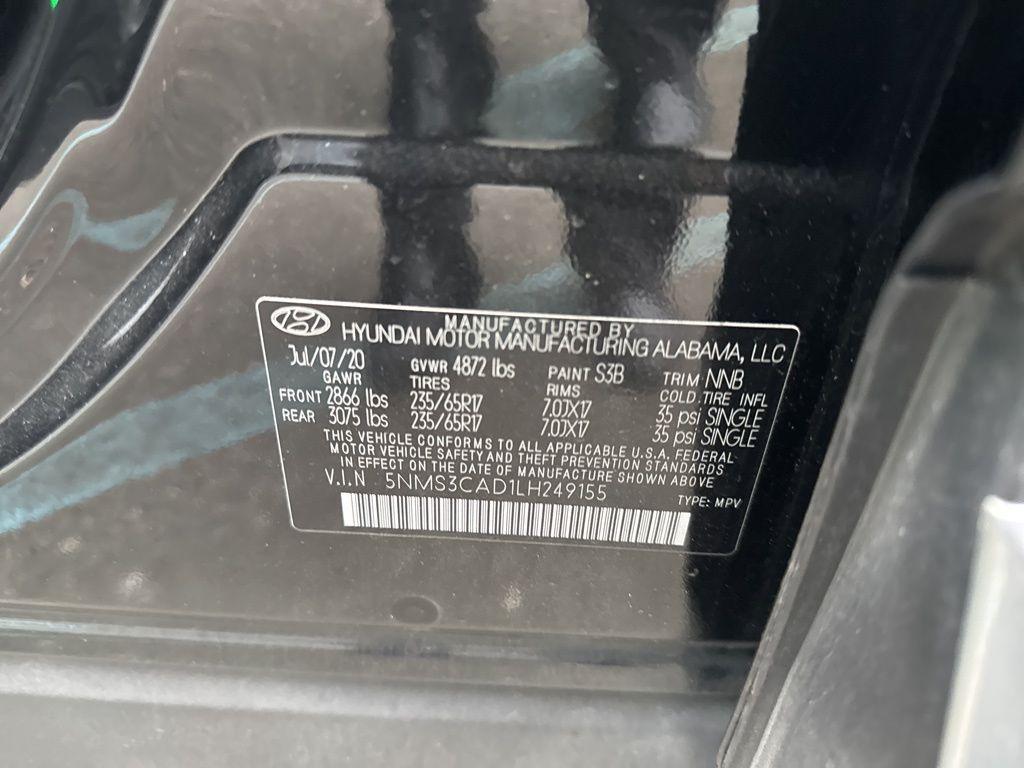 MANUFACTURED BY
HYUNDAI MOTOR MANUFACTURING ALABAMA, LLC
Jul/07/20 GVWR 4872 lbs PAINT S3B TRIM NNB
GAWR TIRES RIMS COLD TIRE INFL
FRONT 2866 lbs 235/65R17 7.0JX17 35 psi SINGLE
REAR 3075 lbs 235/65R17 7.0JX17 35 psi SINGLE
THIS VEHICLE CONFORMS TO ALL APPLICABLE U.S.A. FEDERAL
MOTOR VEHICLE SAFETY AND THEFT PREVENTION STANDARDS
IN EFFECT ON THE DATE OF MANUFACTURE SHOWN ABOVE
V.I.N 5NMS3CAD1LH249155 TYPE: MPV